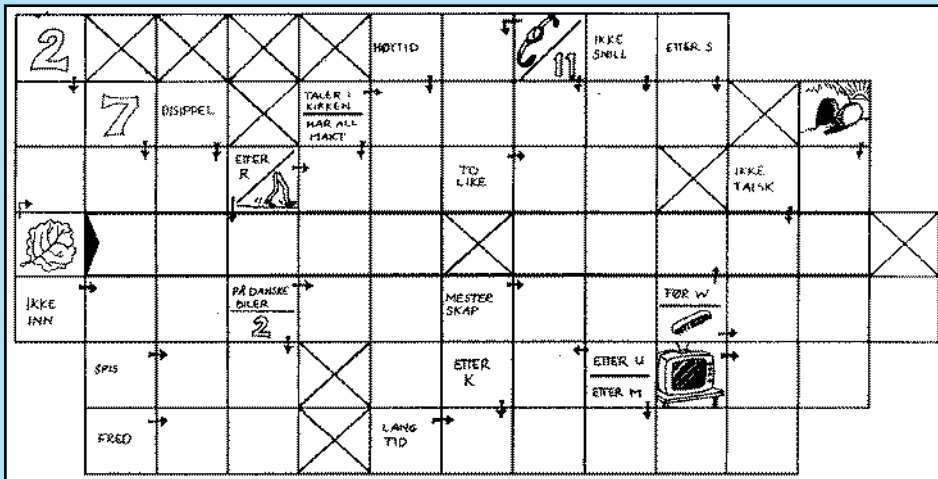 2
HØYTID
11
IKKE
SNILL
ETTER S
7
DISIPPEL
TALER I
KIRKEN
HAR ALL
MAKT
ETTER
R
TO
LIKE
IKKE
FALSK
IKKE
INN
PÅ DANSKE
BILER
2
MESTER
SKAP
FØR W
SPIS
ETTER
K
ETTER U
ETTER M
FRED
LANG
TID